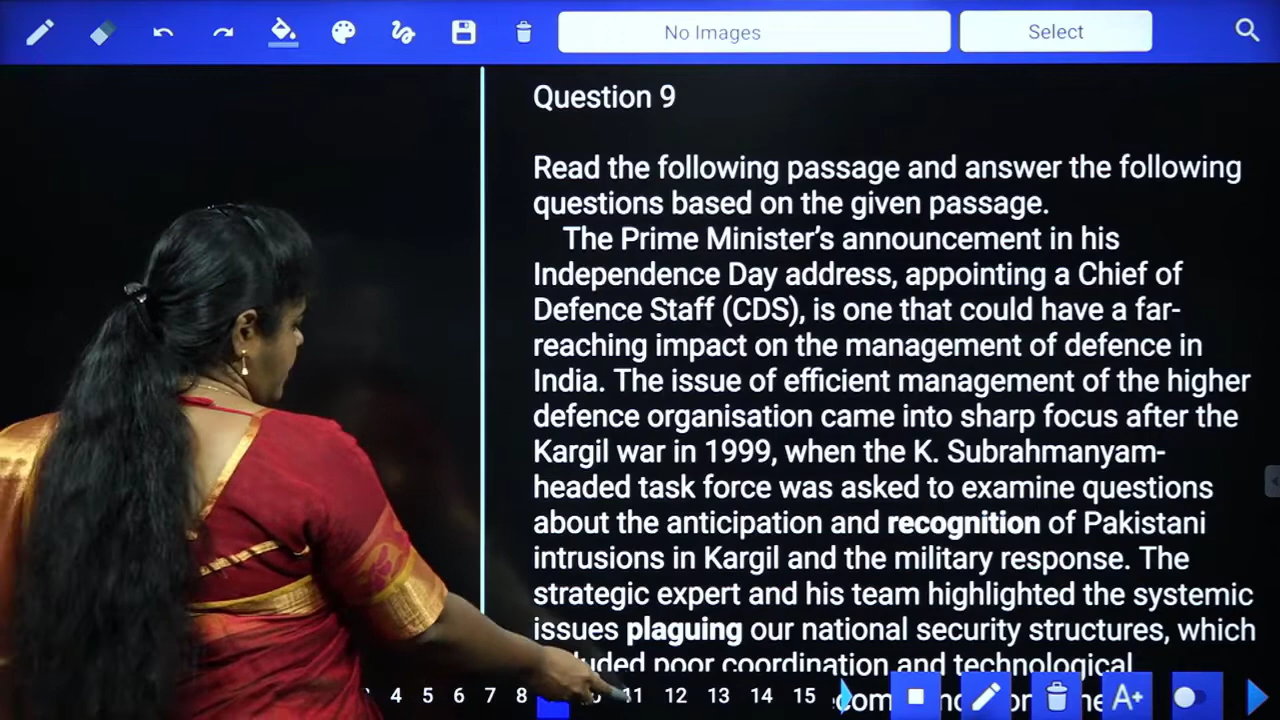 No Images
Select
Question 9
Read the following passage and answer the following
questions based on the given passage.
The Prime Minister's announcement in his
Independence Day address, appointing a Chief of
Defence Staff (CDS), is one that could have a far-
reaching impact on the management of defence in
India. The issue of efficient management of the higher
defence organisation came into sharp focus after the
Kargil war in 1999, when the K. Subrahmanyam-
headed task force was asked to examine questions
about the anticipation and recognition of Pakistani
intrusions in Kargil and the military response. The
strategic expert and his team highlighted the systemic
issues plaguing our national security structures, which
poor coordination and technological
4 5 6 7 8 11 12 13 14 15
A+